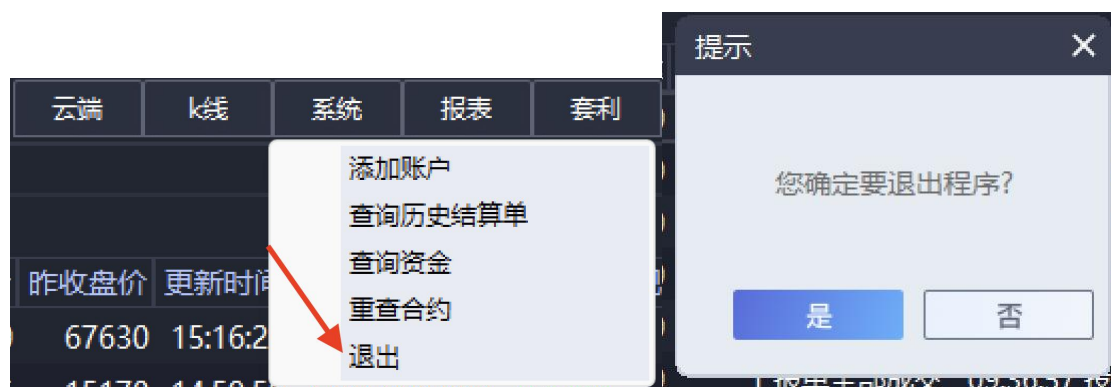 云端 k线 系统 报表 套利
添加账户
查询历史结算单
查询资金
重查合约
退出
昨收盘价 更新时间
67630 15:16:2
提示
您确定要退出程序?
是 否